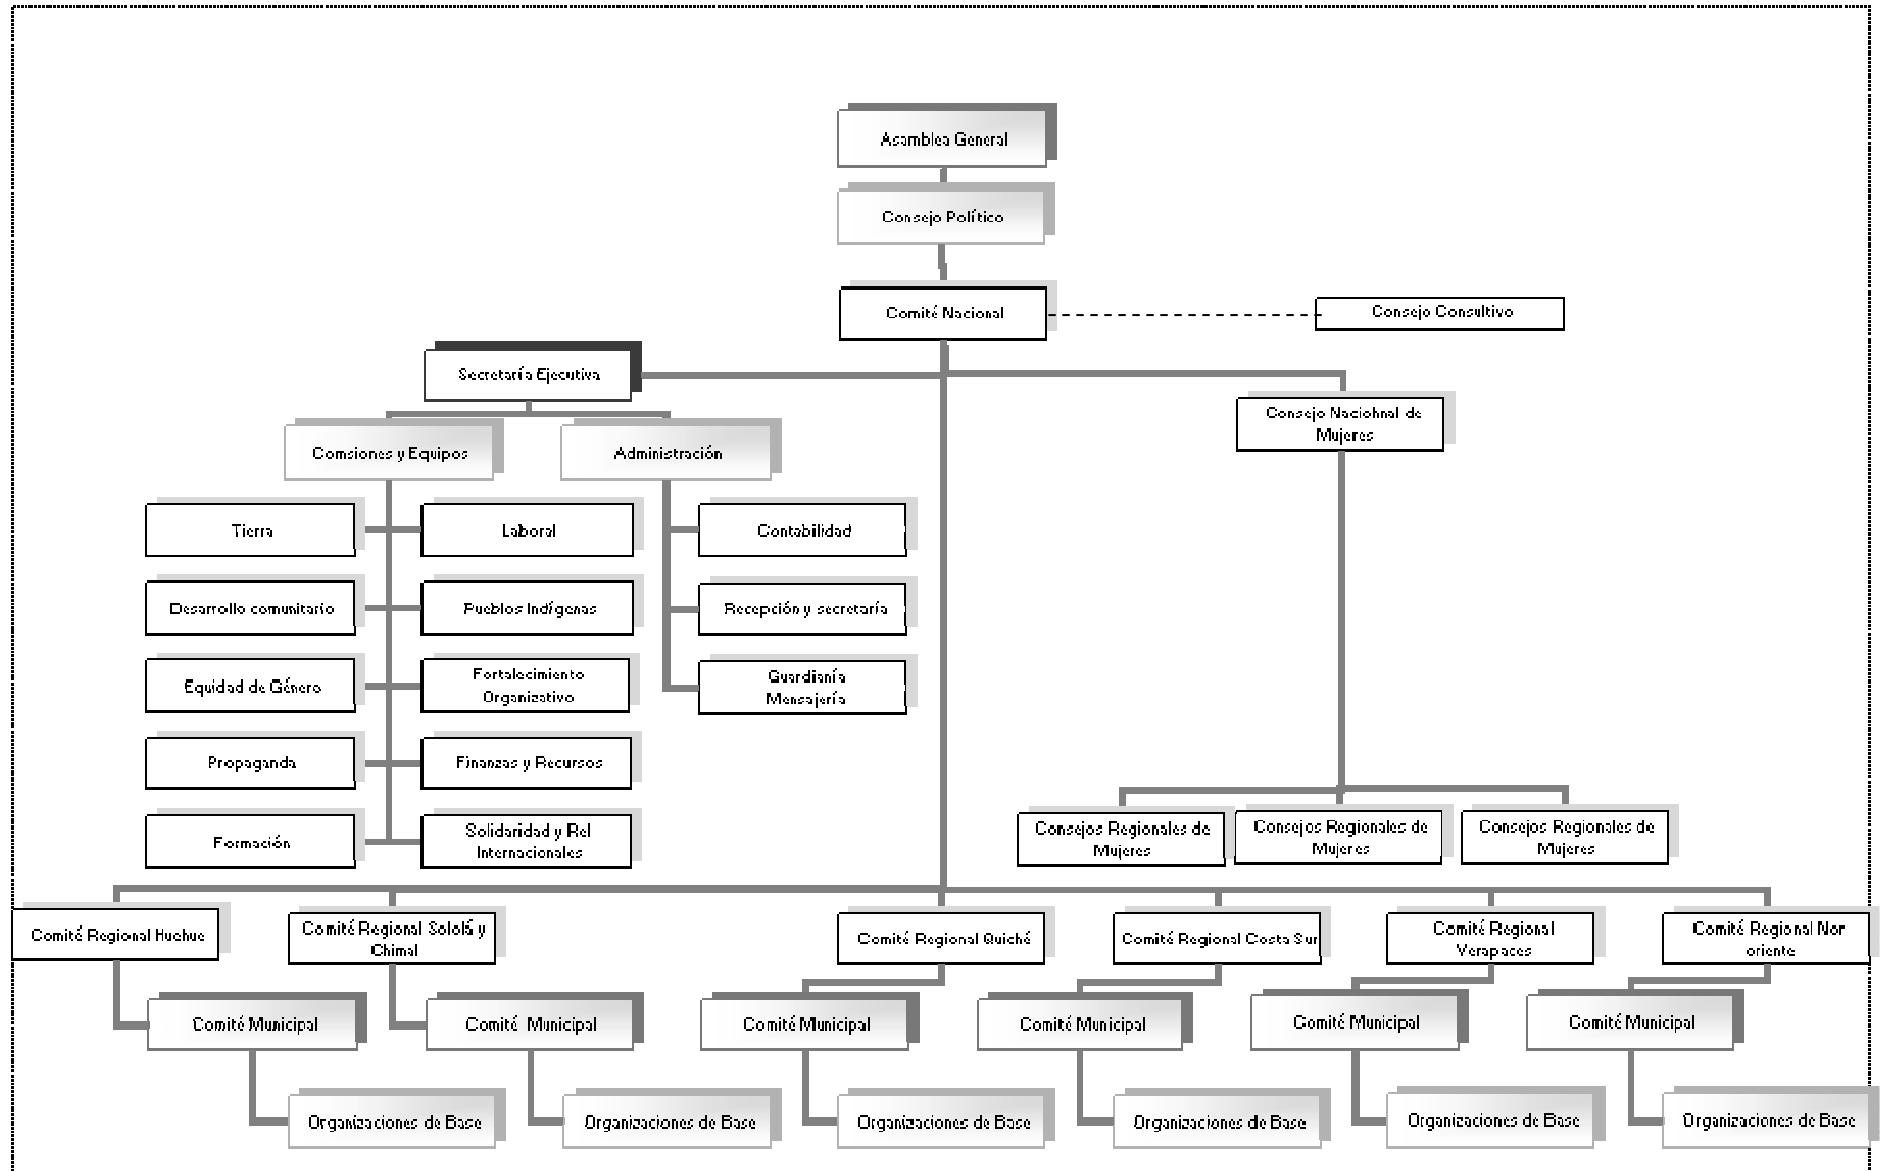 Asamblea General
Consejo Político
Comité Nacional
Consejo Consultivo
Secretaría Ejecutiva
Consejo Naciohnal de
Mujeres
Comsiones y Equipos
Administración
Tierra
Laboral
Contabilidad
Desarrollo comunitario
Pueblos Indígenas
Recepción y secretaría
Equidad de Género
Fortalecimiento
Organizativo
Guardianía
Mensajería
Propaganda
Finanzas y Recursos
Formación
Solidaridad y Rel
Internacionales
Consejos Regionales de
Mujeres
Consejos Regionales de
Mujeres
Consejos Regionales de
Mujeres
Comité Regional Huehue
Comité Regional Sololá y
Chimal
Comité Regional Quiché
Comité Regional Costa Sur
Comité Regional
Verapaces
Comité Regional Nor
oriente
Comité Municipal
Comité Municipal
Comité Municipal
Comité Municipal
Comité Municipal
Comité Municipal
Organizaciones de Base
Organizaciones de Base
Organizaciones de Base
Organizaciones de Base
Organizaciones de Base
Organizaciones de Base